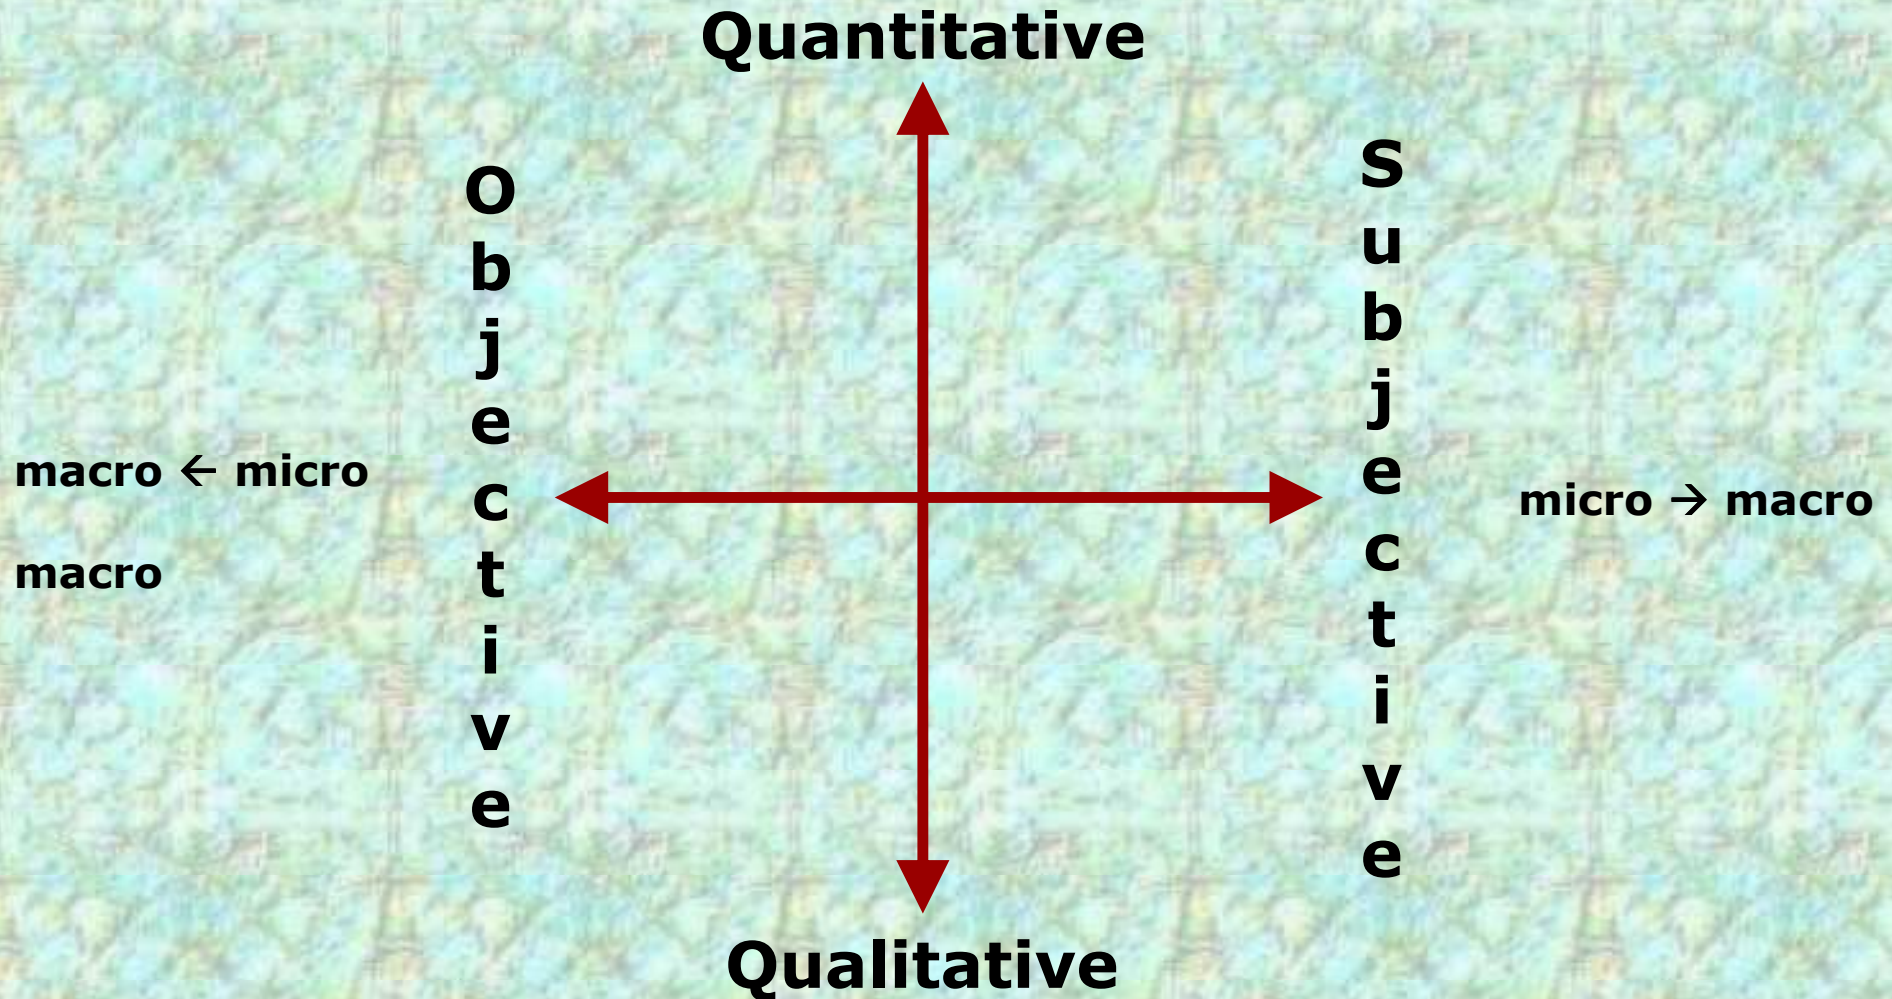 Quantitative
Objective
Subjective
macro ← micro
macro
micro → macro
Qualitative